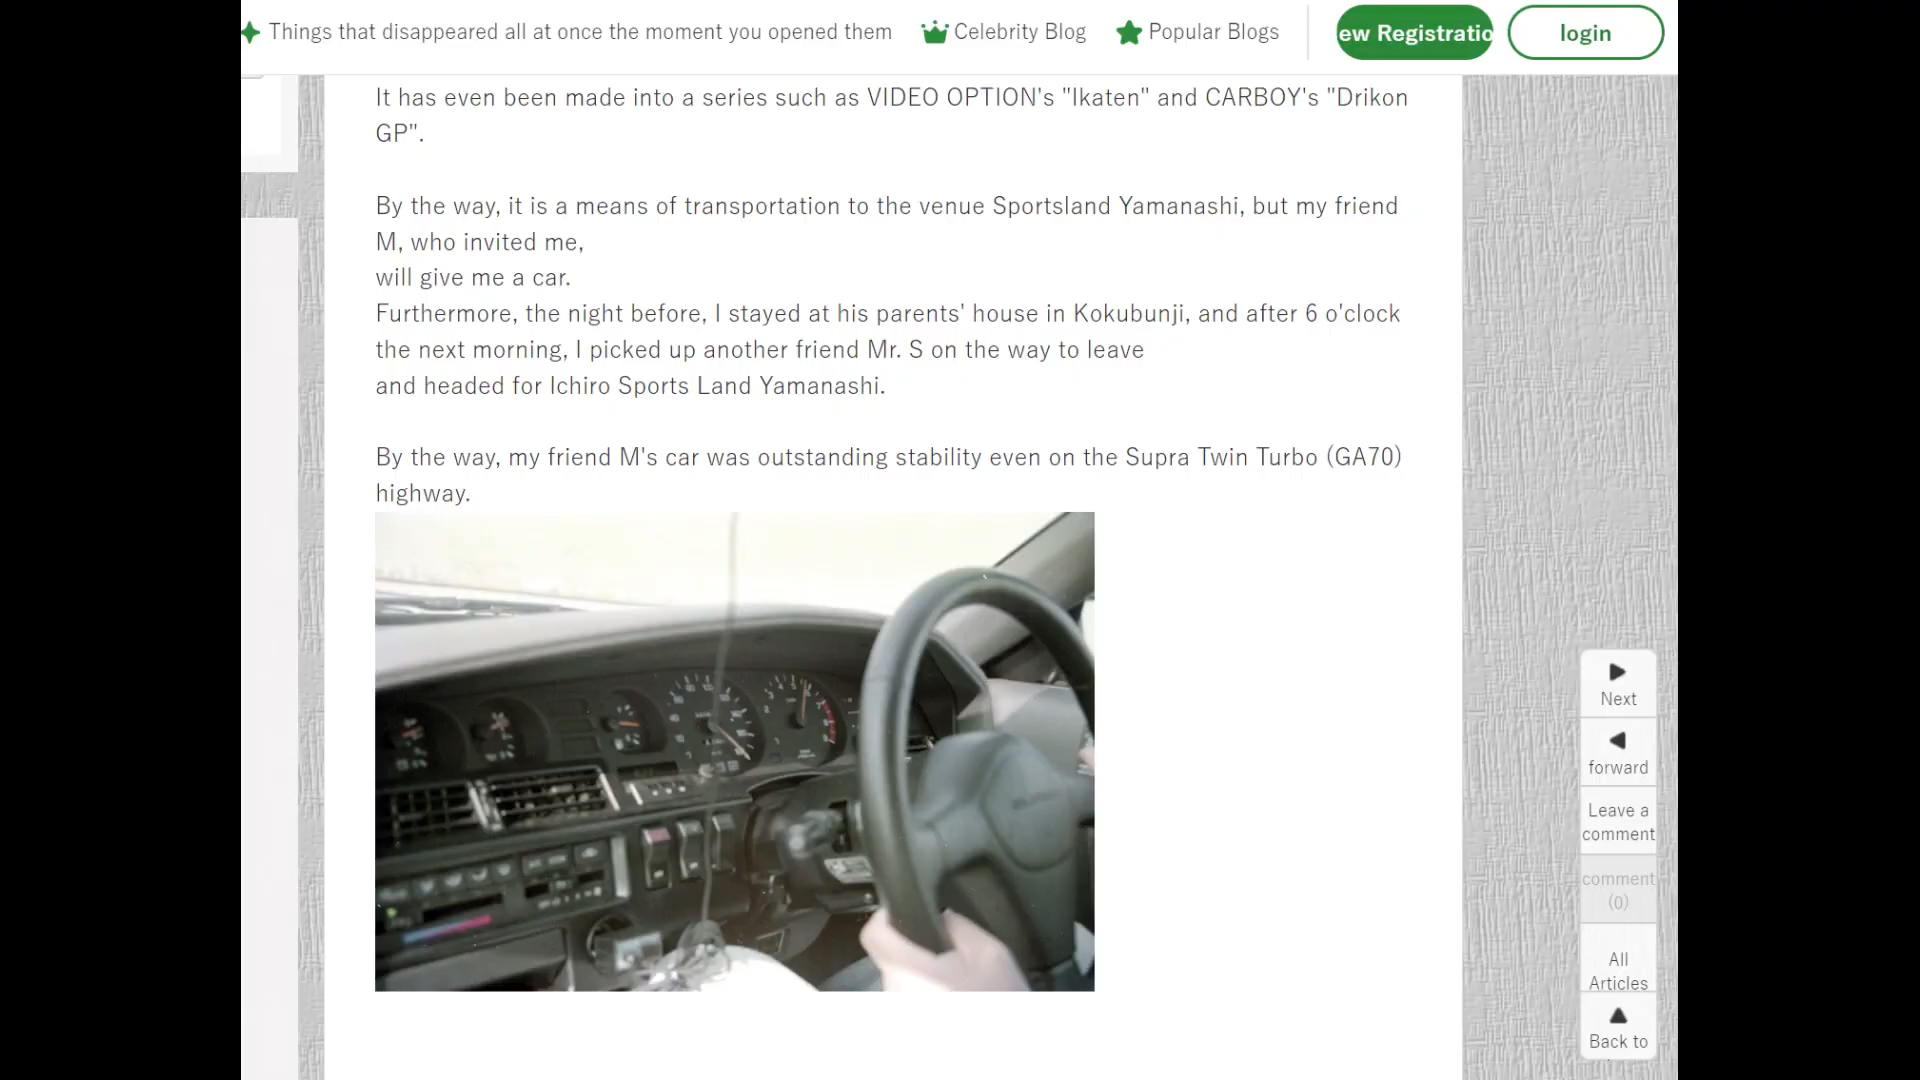 Things that disappeared all at once the moment you opened them Celebrity Blog Popular Blogs ew Registratio login
It has even been made into a series such as VIDEO OPTION's "Ikaten" and CARBOY's "Drikon
GP".
By the way, it is a means of transportation to the venue Sportsland Yamanashi, but my friend
M, who invited me,
will give me a car.
Furthermore, the night before, I stayed at his parents' house in Kokubunji, and after 6 o'clock
the next morning, I picked up another friend Mr. S on the way to leave
and headed for Ichiro Sports Land Yamanashi.
By the way, my friend M's car was outstanding stability even on the Supra Twin Turbo (GA70)
highway.
Next
forward
Leave a
comment
comment
(0)
All
Articles
Back to